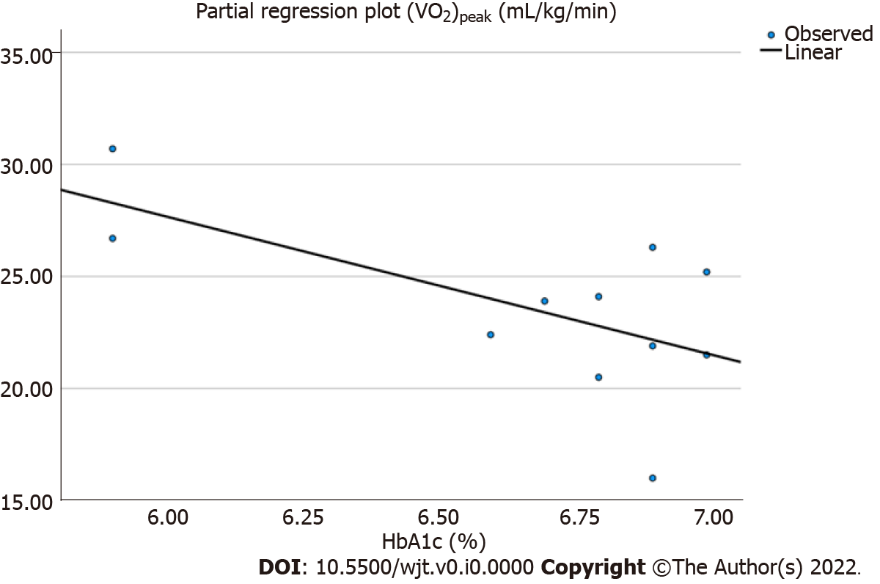 Partial regression plot (VO₂)peak (mL/kg/min)
Observed
Linear
35.00
30.00
25.00
20.00
15.00
6.00 6.25 6.50 6.75 7.00
HbA1c (%)
DOI: 10.5500/wjt.v0.i0.0000 Copyright ©The Author(s) 2022.